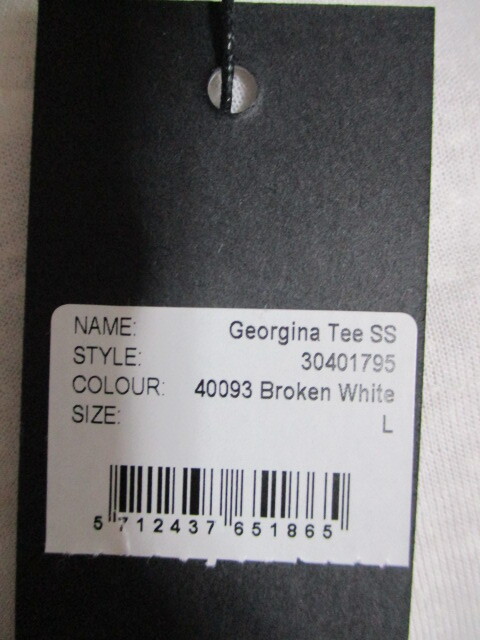 NAME: Georgina Tee SS
STYLE: 30401795
COLOUR: 40093 Broken White
SIZE: L
5 712437 651865